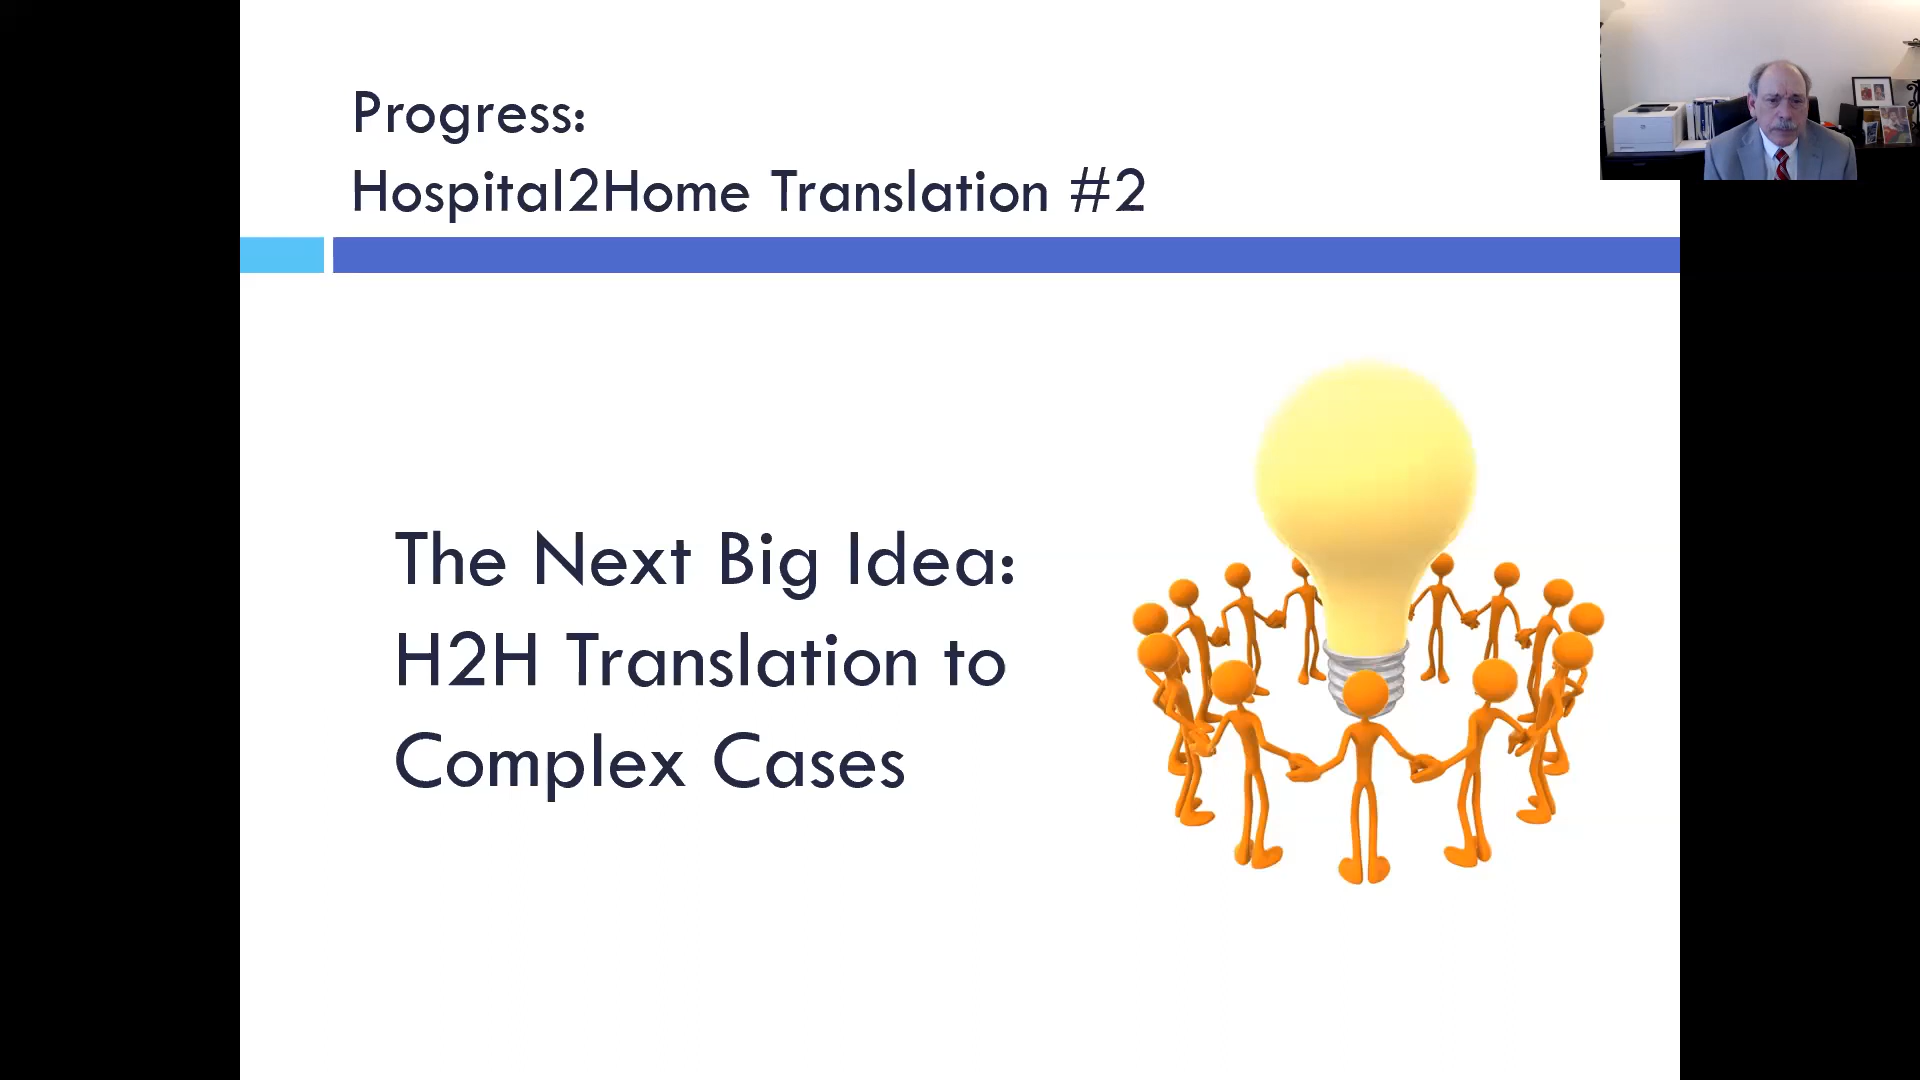 Progress:
Hospital2Home Translation #2
The Next Big Idea:
H2H Translation to
Complex Cases